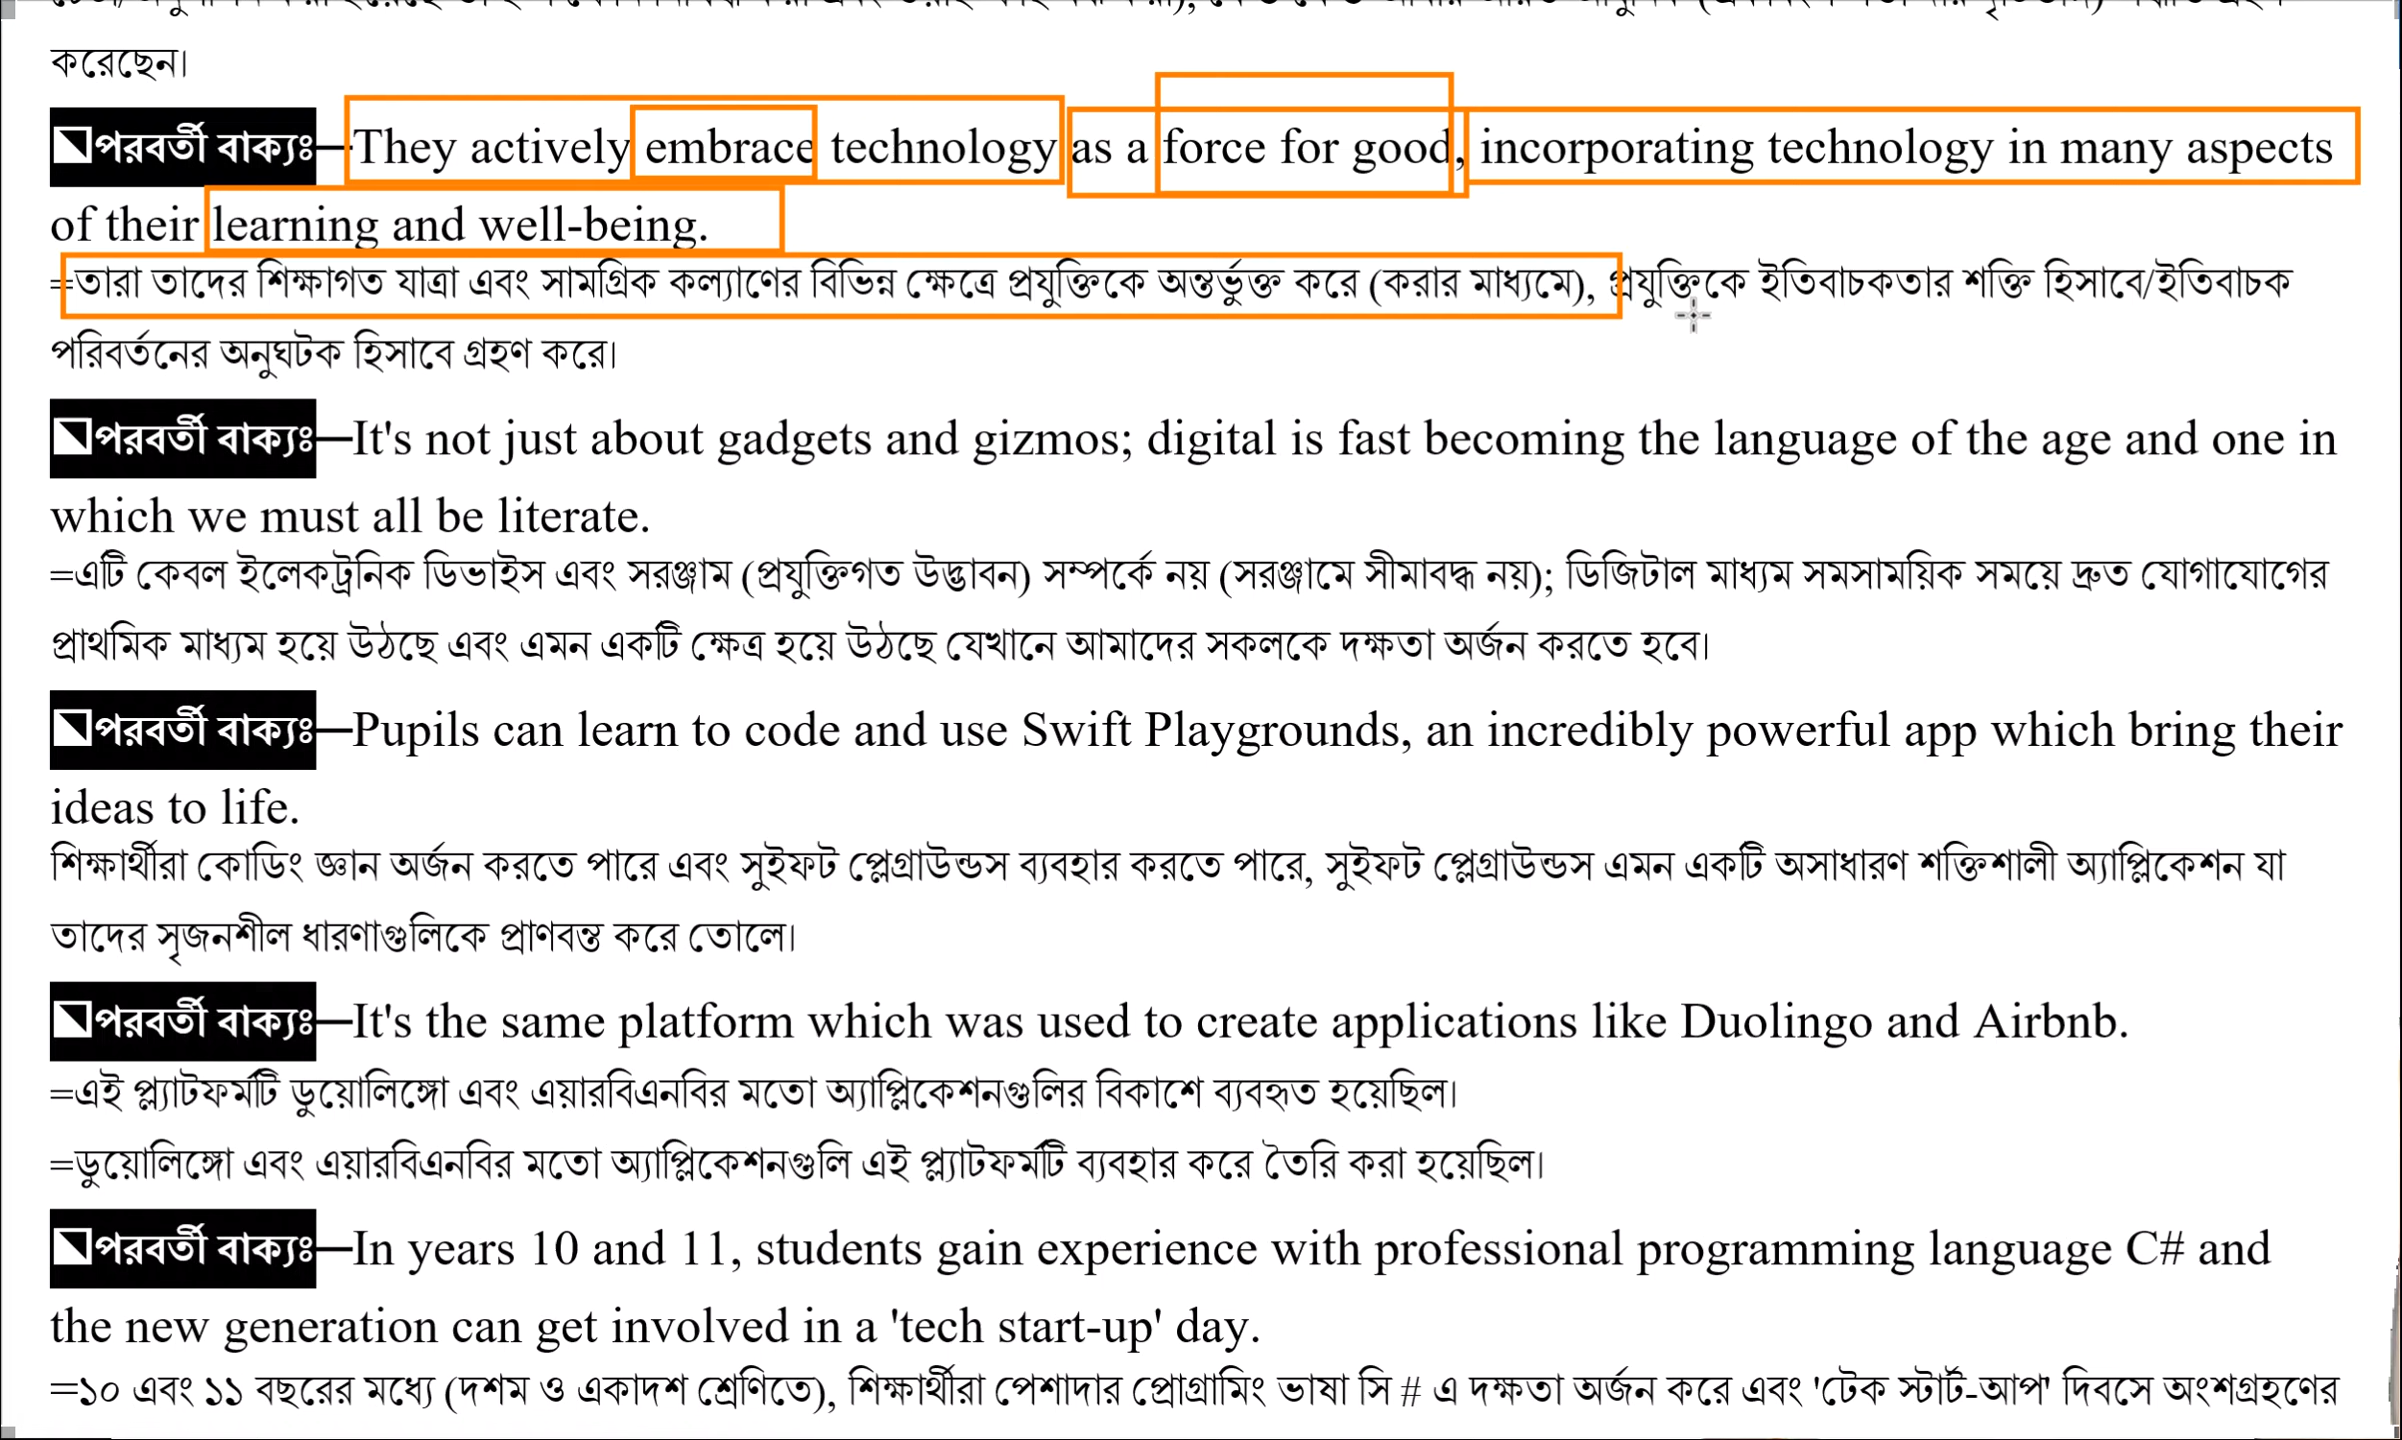 করেছেন।
পরবর্তী বাক্যঃ—They actively embrace technology as a force for good, incorporating technology in many aspects
of their learning and well-being.
=তারা তাদের শিক্ষাগত যাত্রা এবং সামগ্রিক কল্যাণের বিভিন্ন ক্ষেত্রে প্রযুক্তিকে অন্তর্ভুক্ত করে (করার মাধ্যমে), প্রযুক্তিকে ইতিবাচকতার শক্তি হিসাবে/ইতিবাচক
পরিবর্তনের অনুঘটক হিসাবে গ্রহণ করে।
পরবর্তী বাক্যঃ—It's not just about gadgets and gizmos; digital is fast becoming the language of the age and one in
which we must all be literate.
=এটি কেবল ইলেকট্রনিক ডিভাইস এবং সরঞ্জাম (প্রযুক্তিগত উদ্ভাবন) সম্পর্কে নয় (সরঞ্জামে সীমাবদ্ধ নয়); ডিজিটাল মাধ্যম সমসাময়িক সময়ে দ্রুত যোগাযোগের
প্রাথমিক মাধ্যম হয়ে উঠছে এবং এমন একটি ক্ষেত্র হয়ে উঠছে যেখানে আমাদের সকলকে দক্ষতা অর্জন করতে হবে।
পরবর্তী বাক্যঃ—Pupils can learn to code and use Swift Playgrounds, an incredibly powerful app which bring their
ideas to life.
শিক্ষার্থীরা কোডিং জ্ঞান অর্জন করতে পারে এবং সুইফট প্লেগ্রাউন্ডস ব্যবহার করতে পারে, সুইফট প্লেগ্রাউন্ডস এমন একটি অসাধারণ শক্তিশালী অ্যাপ্লিকেশন যা
তাদের সৃজনশীল ধারণাগুলিকে প্রাণবন্ত করে তোলে।
পরবর্তী বাক্যঃ—It's the same platform which was used to create applications like Duolingo and Airbnb.
=এই প্ল্যাটফর্মটি ডুয়োলিঙ্গো এবং এয়ারবিএনবির মতো অ্যাপ্লিকেশনগুলির বিকাশে ব্যবহৃত হয়েছিল।
=ডুয়োলিঙ্গো এবং এয়ারবিএনবির মতো অ্যাপ্লিকেশনগুলি এই প্ল্যাটফর্মটি ব্যবহার করে তৈরি করা হয়েছিল।
পরবর্তী বাক্যঃ—In years 10 and 11, students gain experience with professional programming language C# and
the new generation can get involved in a 'tech start-up' day.
=১০ এবং ১১ বছরের মধ্যে (দশম ও একাদশ শ্রেণিতে), শিক্ষার্থীরা পেশাদার প্রোগ্রামিং ভাষা সি # এ দক্ষতা অর্জন করে এবং 'টেক স্টার্ট-আপ' দিবসে অংশগ্রহণের